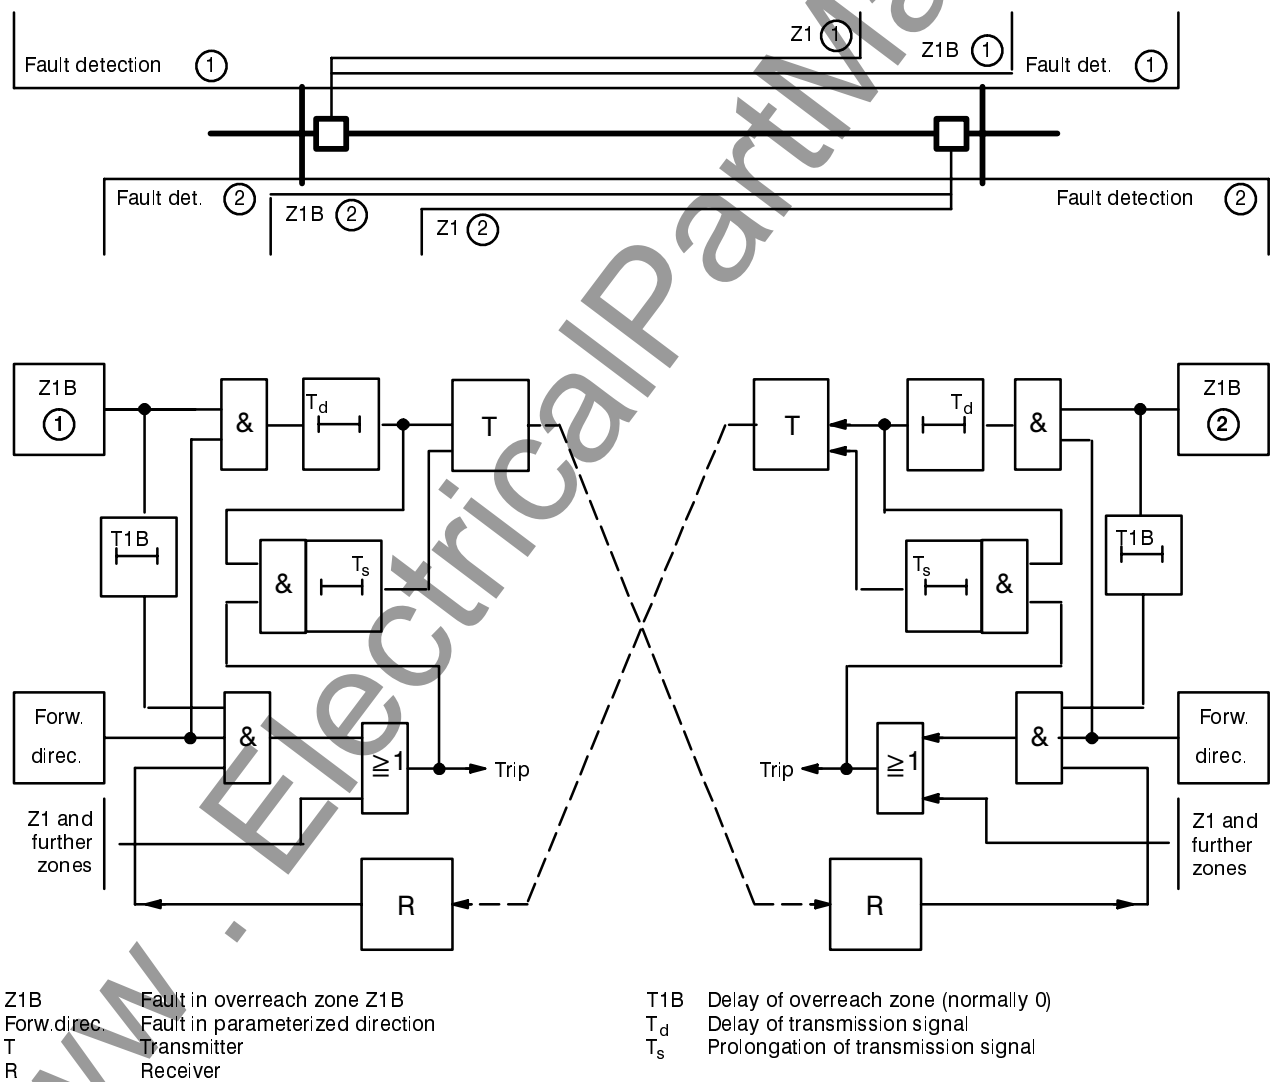 Z1 1
Z1B 1
Fault detection 1
Fault det. 1
Fault det. 2
Z1B 2
Z1 2
Fault detection 2
Z1B
1
&
Td
T
T
Td
&
Z1B
2
T1B
&
Ts
Ts
&
T1B
Forw.
direc.
&
≧1
Trip
Trip
≧1
&
Forw.
direc.
Z1 and
further
zones
R
R
Z1 and
further
zones
Z1B Fault in overreach zone Z1B
Forw.direc. Fault in parameterized direction
T Transmitter
R Receiver
T1B Delay of overreach zone (normally 0)
Td Delay of transmission signal
Ts Prolongation of transmission signal